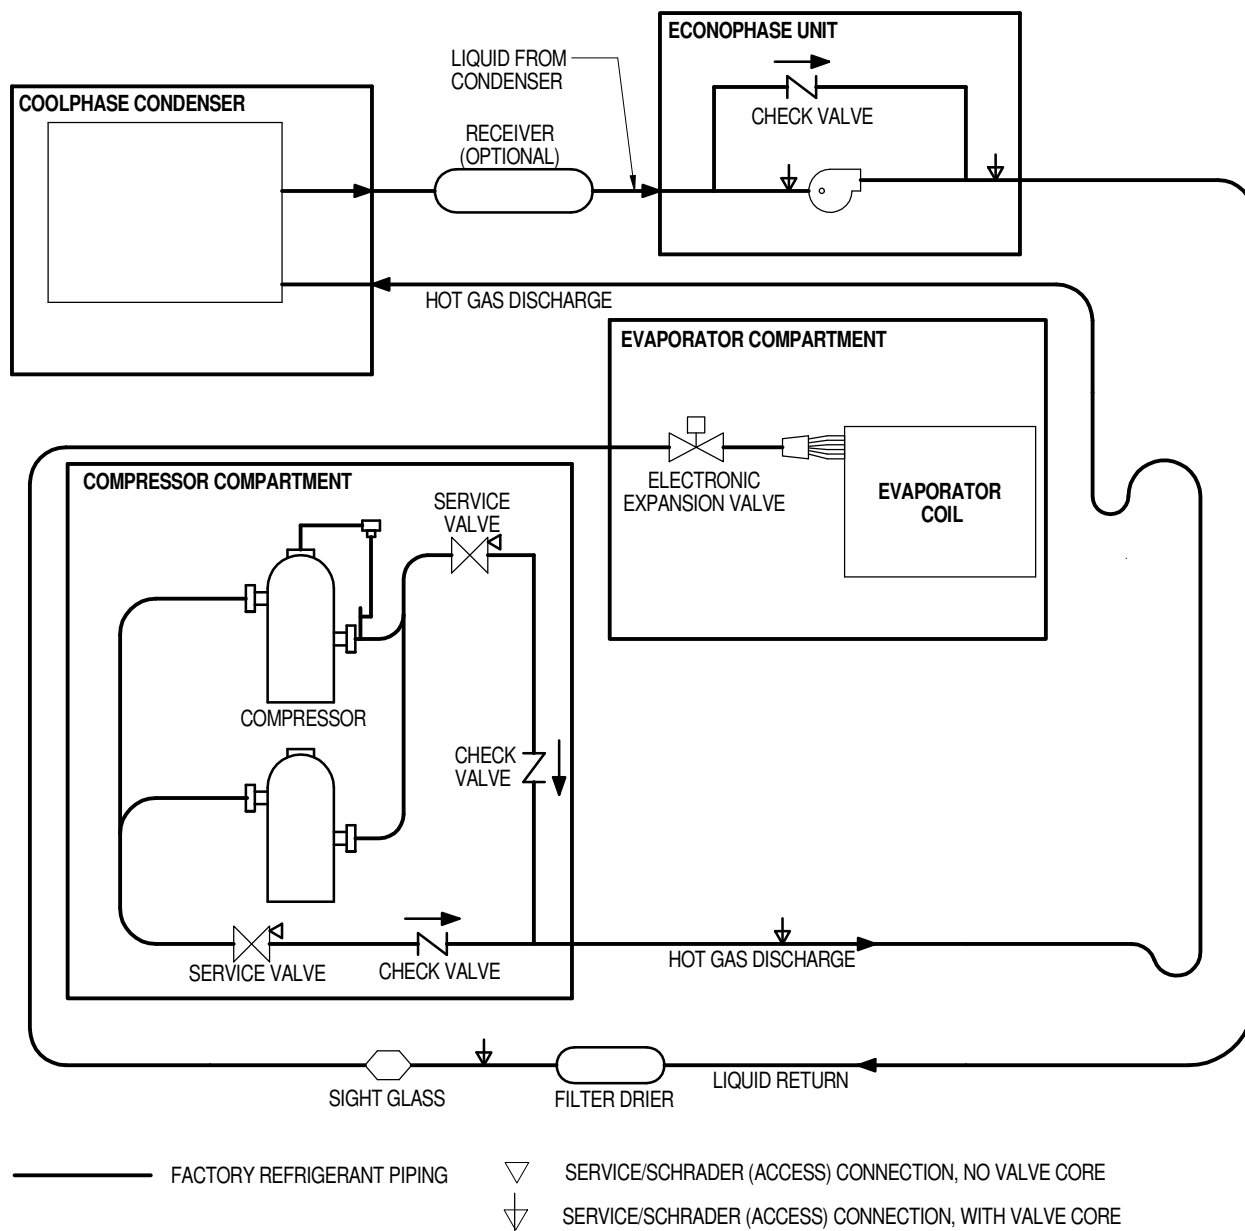 ECONOPHASE UNIT
LIQUID FROM
CONDENSER
COOLPHASE CONDENSER
CHECK VALVE
RECEIVER
(OPTIONAL)
HOT GAS DISCHARGE
EVAPORATOR COMPARTMENT
COMPRESSOR COMPARTMENT
ELECTRONIC
EXPANSION VALVE
EVAPORATOR
COIL
SERVICE
VALVE
COMPRESSOR
CHECK
VALVE
SERVICE VALVE
CHECK VALVE
HOT GAS DISCHARGE
SIGHT GLASS
FILTER DRIER
LIQUID RETURN
FACTORY REFRIGERANT PIPING
SERVICE/SCHRADER (ACCESS) CONNECTION, NO VALVE CORE
SERVICE/SCHRADER (ACCESS) CONNECTION, WITH VALVE CORE